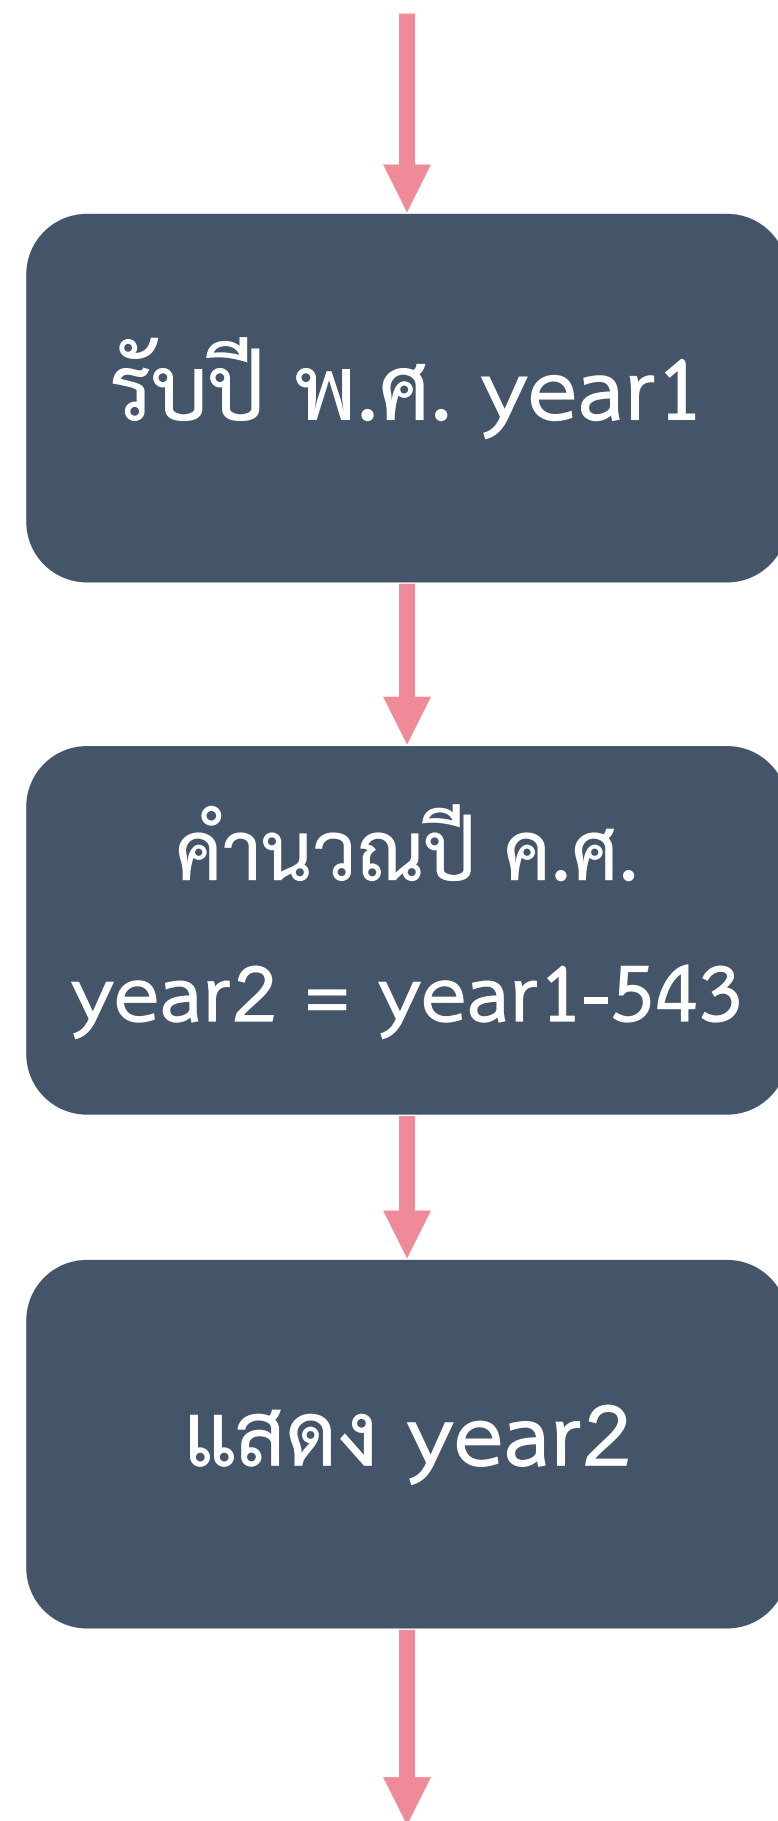 รับปี พ.ศ. year1
คำนวณปี ค.ศ.
year2 = year1-543
แสดง year2